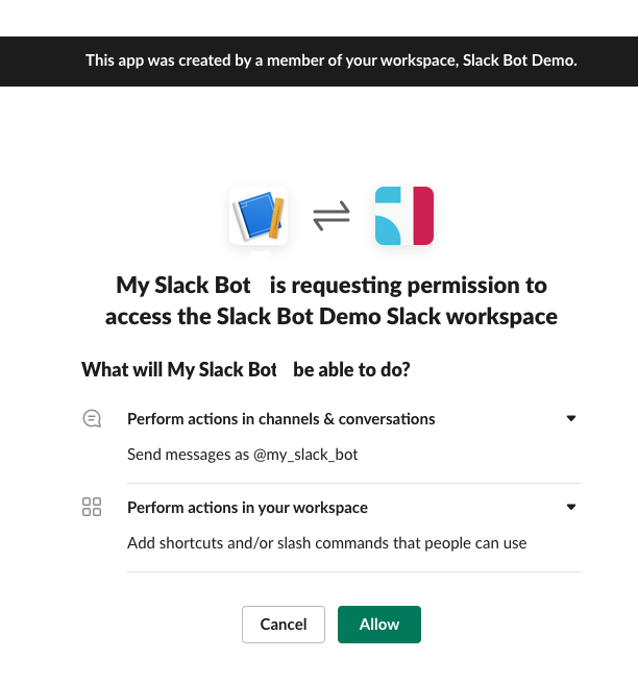 This app was created by a member of your workspace, Slack Bot Demo.
My Slack Bot is requesting permission to
access the Slack Bot Demo Slack workspace
What will My Slack Bot be able to do?
Perform actions in channels & conversations
Send messages as @my_slack_bot
Perform actions in your workspace
Add shortcuts and/or slash commands that people can use
Cancel Allow